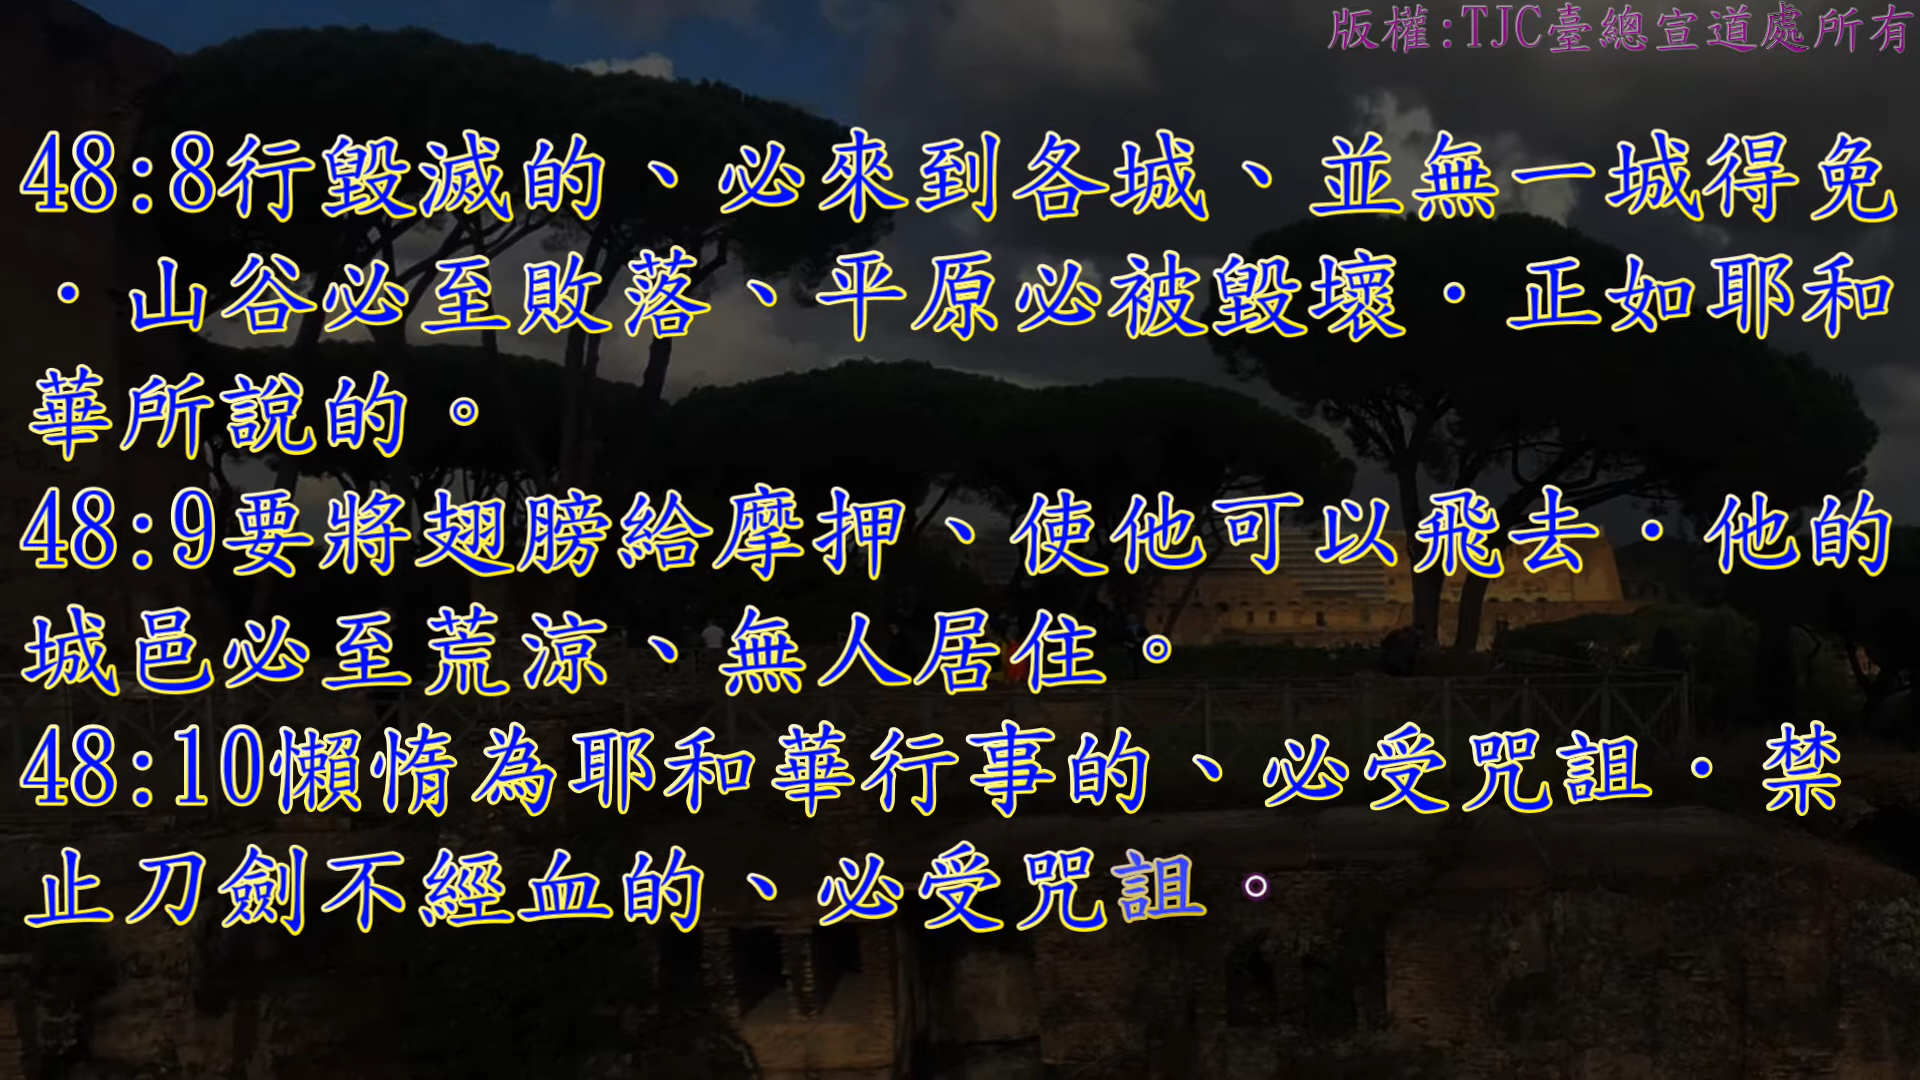 版權:TJC臺總宣道處所有
48:8行毀滅的、必來到各城、並無一城得免
．山谷必至敗落、平原必被毀壞．正如耶和
華所說的。
48:9要將翅膀給摩押、使他可以飛去．他的
城邑必至荒涼、無人居住。
48:10懶惰為耶和華行事的、必受咒詛．禁
止刀劍不經血的、必受咒詛。